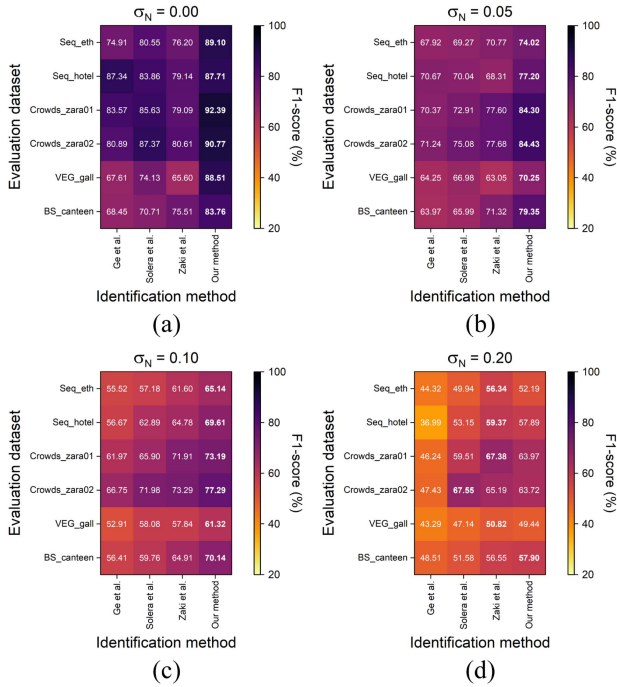 σN = 0.00
Evaluation dataset
Seq_eth 74.91 80.55 76.20 89.10
Seq_hotel 87.34 83.86 79.14 87.71
Crowds_zara01 83.57 85.63 79.09 92.39
Crowds_zara02 80.89 87.37 80.61 90.77
VEG_gall 67.61 74.13 65.60 88.51
BS_canteen 68.45 70.71 75.51 83.76
Ge et al.
Solera et al.
Zaki et al.
Our method
Identification method
100
80
60
40
20
F1-score (%)
(a)
σN = 0.05
Evaluation dataset
Seq_eth 67.92 69.27 70.77 74.02
Seq_hotel 70.67 70.04 68.31 77.20
Crowds_zara01 70.37 72.91 77.60 84.30
Crowds_zara02 71.24 75.08 77.68 84.43
VEG_gall 64.25 66.98 63.05 70.25
BS_canteen 63.97 65.99 71.32 79.35
Ge et al.
Solera et al.
Zaki et al.
Our method
Identification method
100
80
60
40
20
F1-score (%)
(b)
σN = 0.10
Evaluation dataset
Seq_eth 55.52 57.18 61.60 65.14
Seq_hotel 56.67 62.89 64.78 69.61
Crowds_zara01 61.97 65.90 71.91 73.19
Crowds_zara02 66.75 71.98 73.29 77.29
VEG_gall 52.91 58.08 57.84 61.32
BS_canteen 56.41 59.76 64.91 70.14
Ge et al.
Solera et al.
Zaki et al.
Our method
Identification method
100
80
60
40
20
F1-score (%)
(c)
σN = 0.20
Evaluation dataset
Seq_eth 44.32 49.94 56.34 52.19
Seq_hotel 36.99 53.15 59.37 57.89
Crowds_zara01 46.24 59.51 67.38 63.97
Crowds_zara02 47.43 67.55 65.19 63.72
VEG_gall 43.29 47.14 50.82 49.44
BS_canteen 48.51 51.58 56.55 57.90
Ge et al.
Solera et al.
Zaki et al.
Our method
Identification method
100
80
60
40
20
F1-score (%)
(d)